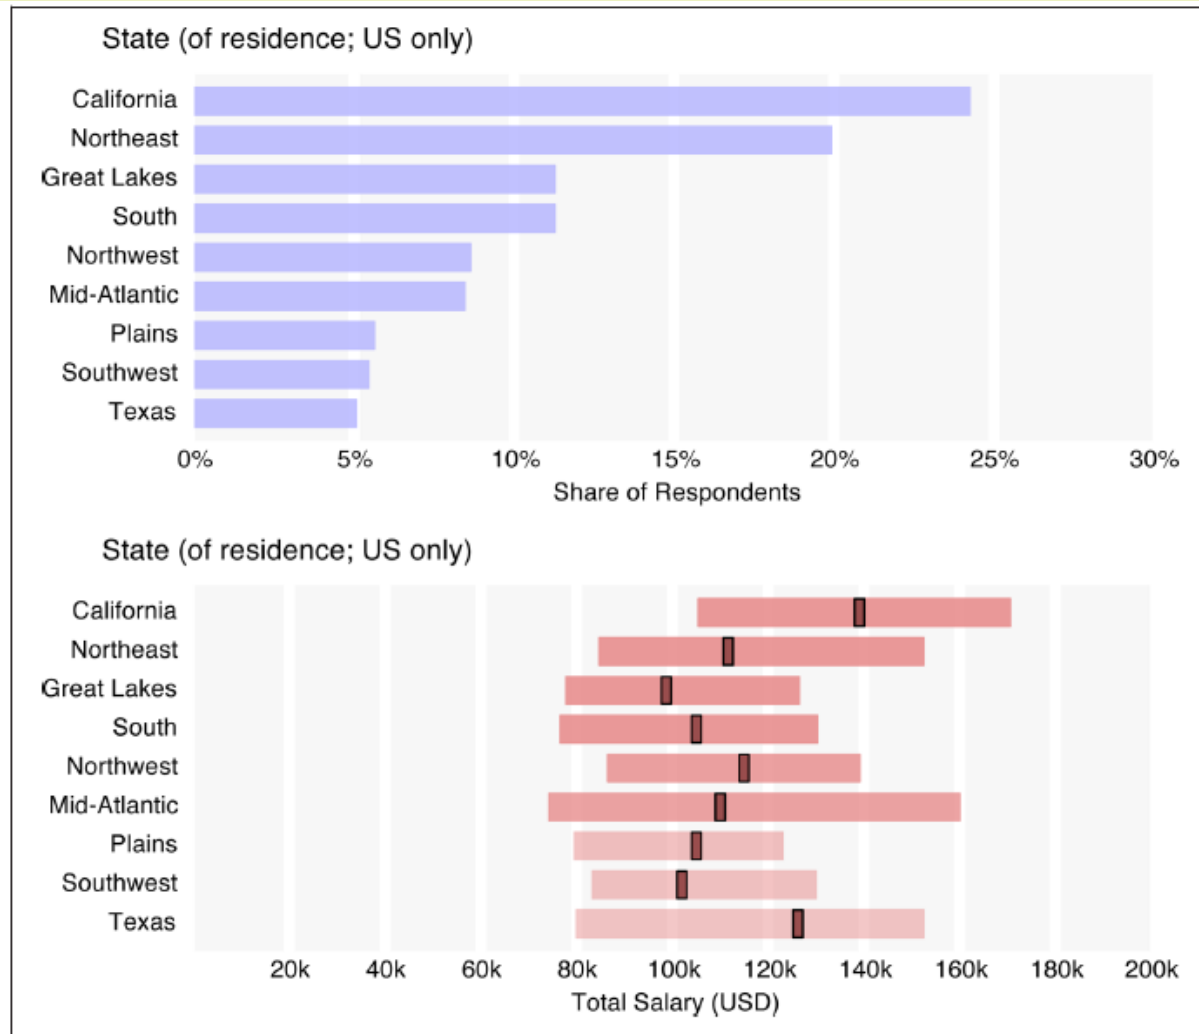 State (of residence; US only)
California
Northeast
Great Lakes
South
Northwest
Mid-Atlantic
Plains
Southwest
Texas
0% 5% 10% 15% 20% 25% 30%
Share of Respondents
State (of residence; US only)
California
Northeast
Great Lakes
South
Northwest
Mid-Atlantic
Plains
Southwest
Texas
20k 40k 60k 80k 100k 120k 140k 160k 180k 200k
Total Salary (USD)